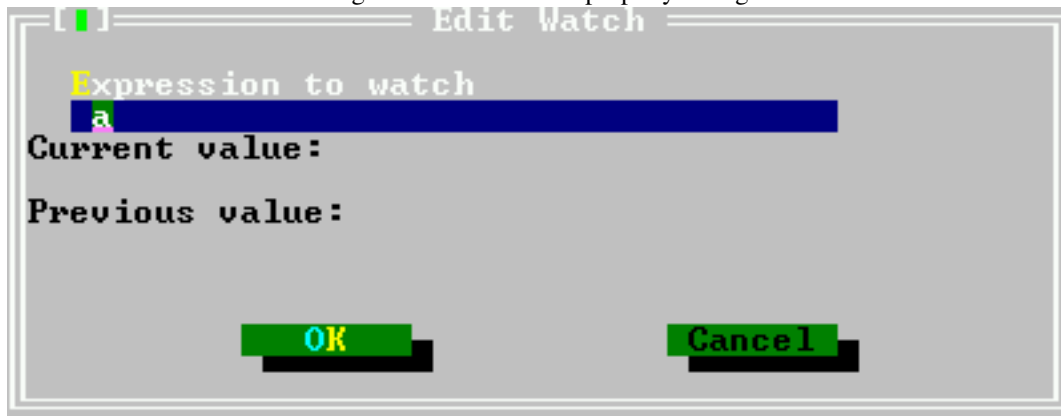 Edit Watch
Expression to watch
a
Current value:
Previous value:
OK Cancel